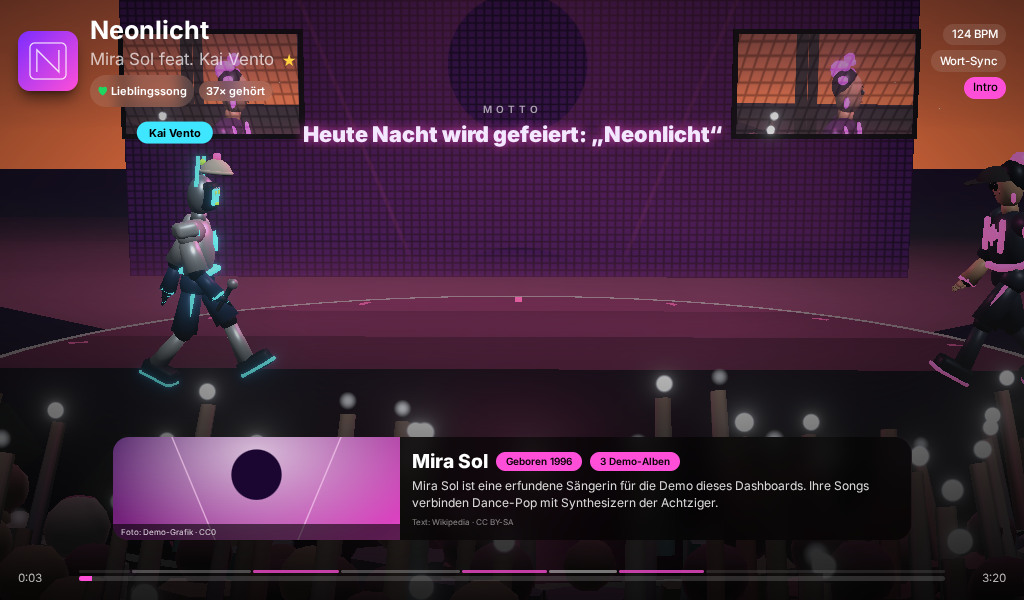 Neonlicht
Mira Sol feat. Kai Vento ★
Lieblingssong
37× gehört
124 BPM
Wort-Sync
Intro
MOTTO
Heute Nacht wird gefeiert: „Neonlicht“
Kai Vento
M
Mira Sol
Geboren 1996
3 Demo-Alben
Mira Sol ist eine erfundene Sängerin für die Demo dieses Dashboards. Ihre Songs
verbinden Dance-Pop mit Synthesizern der Achtziger.
Text: Wikipedia · CC BY-SA
Foto: Demo-Grafik · CC0
0:03
3:20